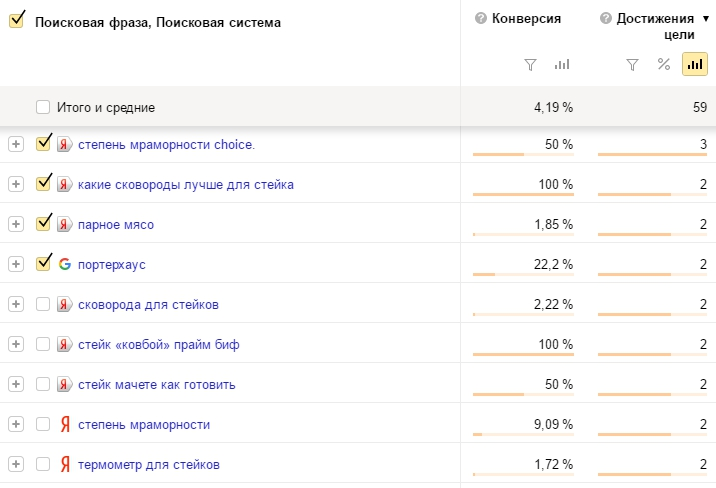 Поисковая фраза, Поисковая система
? Конверсия
? Достижения цели ▼
%
Итого и средние 4,19 % 59
степень мраморности choice. 50 % 3
какие сковороды лучше для стейка 100 % 2
парное мясо 1,85 % 2
портерхаус 22,2 % 2
сковорода для стейков 2,22 % 2
стейк «ковбой» прайм биф 100 % 2
стейк мачете как готовить 50 % 2
Я степень мраморности 9,09 % 2
Я термометр для стейков 1,72 % 2